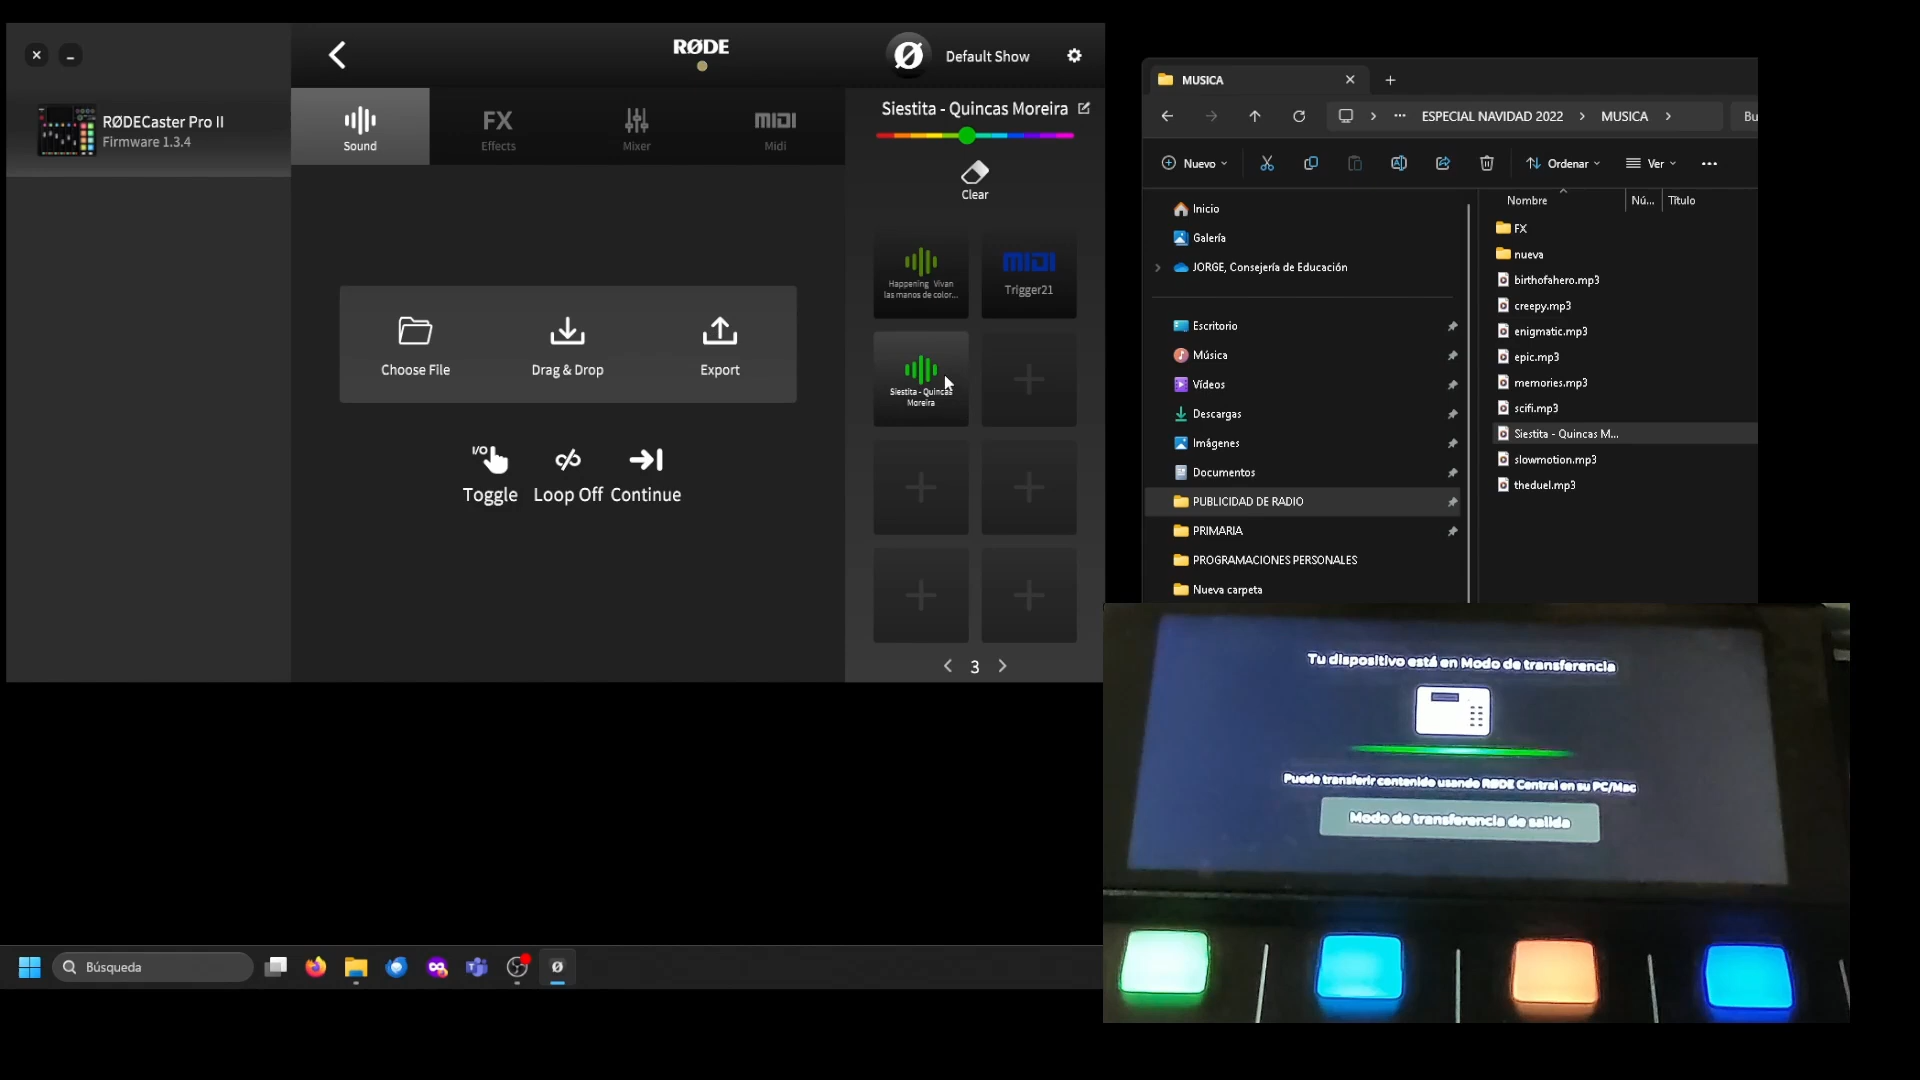 RØDE
Default Show
RØDECaster Pro II
Firmware 1.3.4
Sound
FX
Effects
Mixer
MIDI
Midi
Siestita - Quincas Moreira
Clear
Happening Vivan
las manos de color...
MIDI
Trigger21
Choose File
Drag & Drop
Export
Siestita - Quincas
Moreira
I/O
Toggle
Loop Off
Continue
3
Búsqueda
MUSICA
ESPECIAL NAVIDAD 2022
MUSICA
Bu
Nuevo
Ordenar
Ver
Inicio
Galería
JORGE, Consejería de Educación
Escritorio
Música
Vídeos
Descargas
Imágenes
Documentos
PUBLICIDAD DE RADIO
PRIMARIA
PROGRAMACIONES PERSONALES
Nueva carpeta
Nombre
Nú...
Título
FX
nueva
birthofahero.mp3
creepy.mp3
enigmatic.mp3
epic.mp3
memories.mp3
scifi.mp3
Siestita - Quincas M...
slowmotion.mp3
theduel.mp3
Tu dispositivo está en Modo de transferencia
Puede transferir contenido usando RØDE Central en su PC/Mac
Modo de transferencia de salida